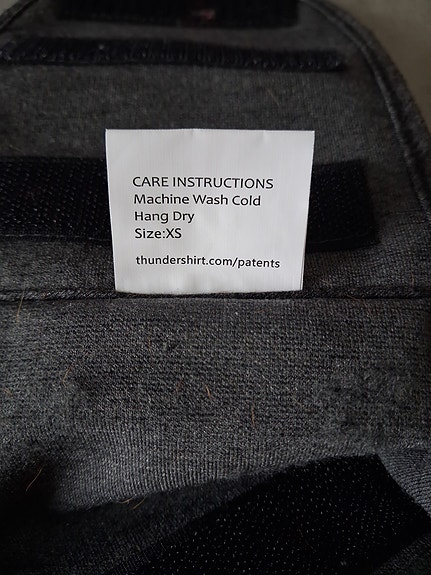 CARE INSTRUCTIONS
Machine Wash Cold
Hang Dry
Size:XS
thundershirt.com/patents